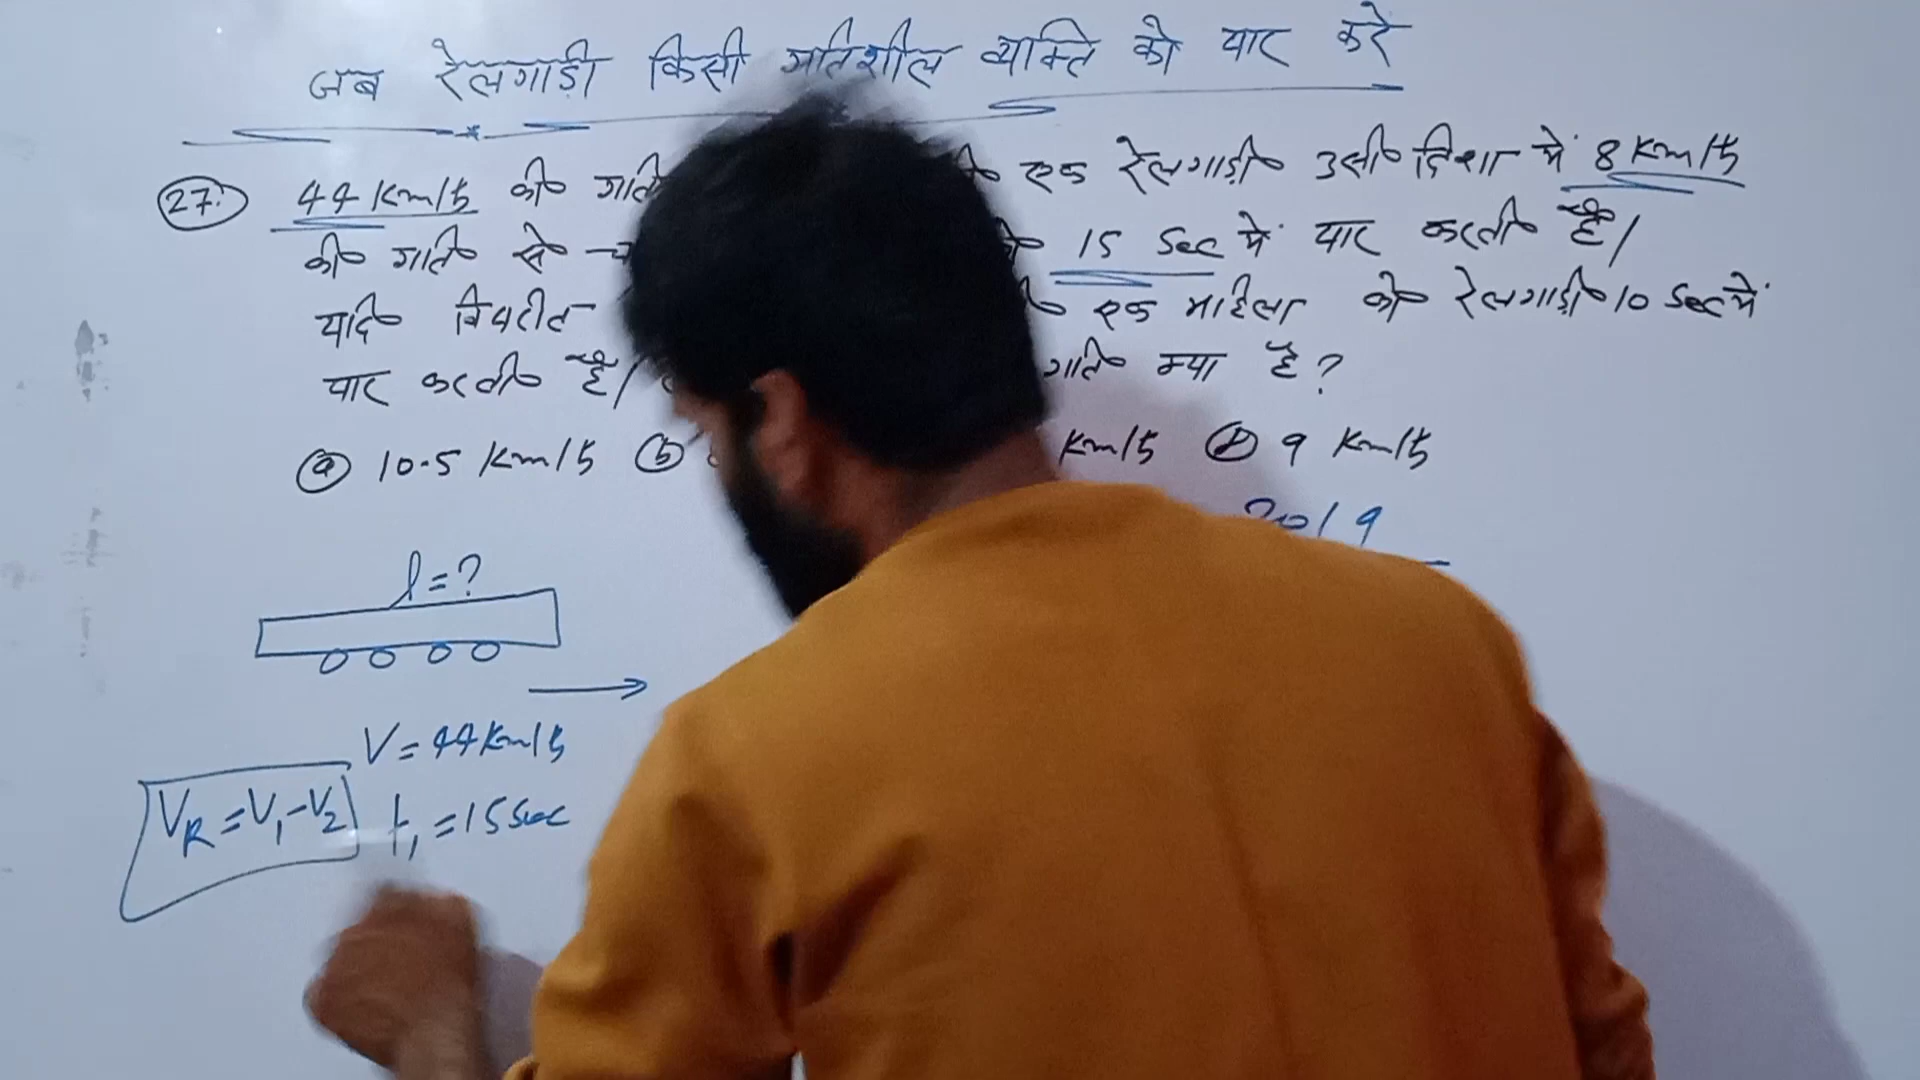 जब रेलगाड़ी किसी गतिशील व्यक्ति को पार करे
27. 44 Km/h की एक रेलगाड़ी उसी दिशा में 8 Km/h
की गति से 15 Sec में पार करती है।
यदि विपरीत एक महिला को रेलगाड़ी 10 Sec में
पार करती है। गति क्या है?
a 10.5 Km/h b Km/h d 9 Km/h
2019
l = ?
V = 44 Km/h
VR = V1 - V2 t1 = 15 Sec